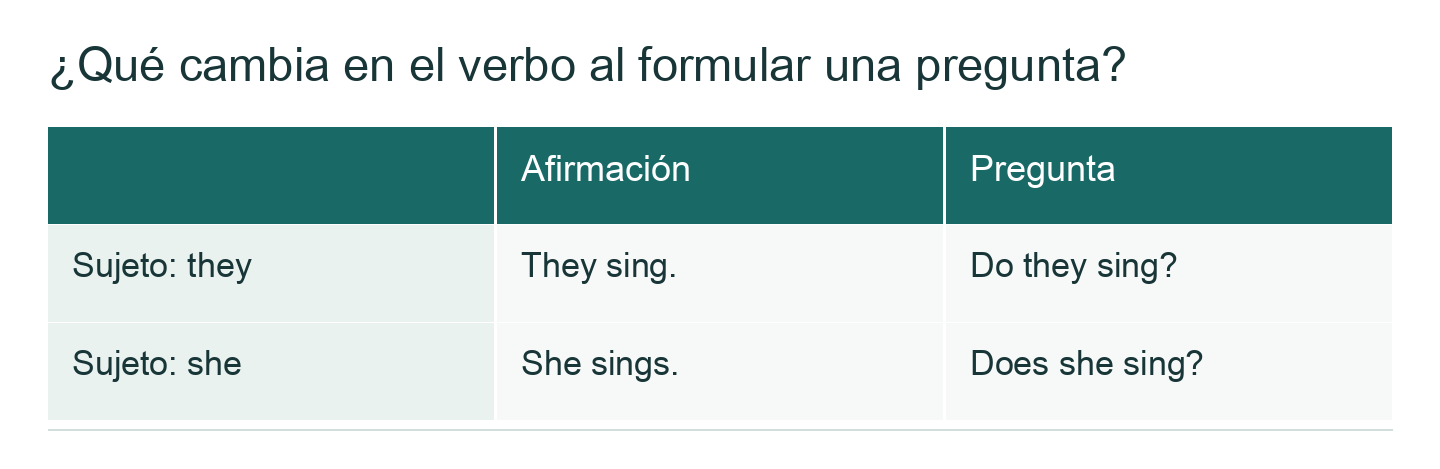 ¿Qué cambia en el verbo al formular una pregunta?
Afirmación Pregunta
Sujeto: they They sing. Do they sing?
Sujeto: she She sings. Does she sing?